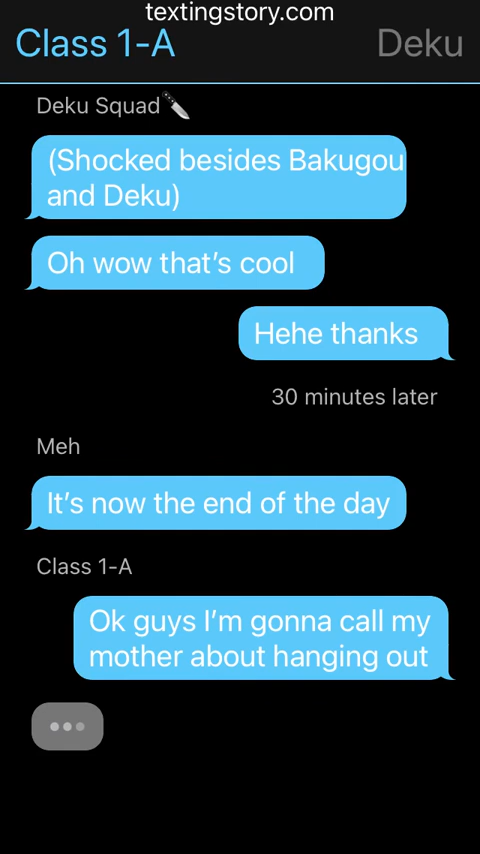 textingstory.com
Class 1-A
Deku
Deku Squad🔪
(Shocked besides Bakugou
and Deku)
Oh wow that’s cool
Hehe thanks
30 minutes later
Meh
It’s now the end of the day
Class 1-A
Ok guys I’m gonna call my
mother about hanging out